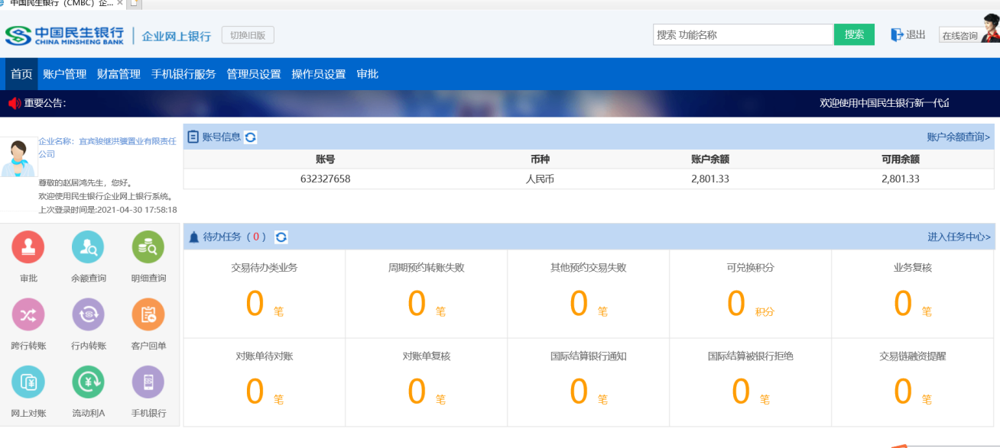 中国民生银行（CMBC）企...
中国民生银行
CHINA MINSHENG BANK
企业网上银行
切换旧版
搜索 功能名称
搜索
退出
在线咨询
首页 账户管理 财富管理 手机银行服务 管理员设置 操作员设置 审批
重要公告：
欢迎使用中国民生银行新一代企
企业名称：宜宾骏继洪骥置业有限责任
公司
尊敬的赵居鸿先生，您好。
欢迎使用民生银行企业网上银行系统。
上次登录时间是:2021-04-30 17:58:18
账号信息
账户余额查询>
账号 币种 账户余额 可用余额
632327658 人民币 2,801.33 2,801.33
审批 余额查询 明细查询
跨行转账 行内转账 客户回单
网上对账 流动利A 手机银行
待办任务（0）
进入任务中心>
交易待办类业务 周期预约转账失败 其他预约交易失败 可兑换积分 业务复核
0 笔 0 笔 0 笔 0 积分 0 笔
对账单待对账 对账单复核 国际结算银行通知 国际结算被银行拒绝 交易链融资提醒
0 笔 0 笔 0 笔 0 笔 0 笔